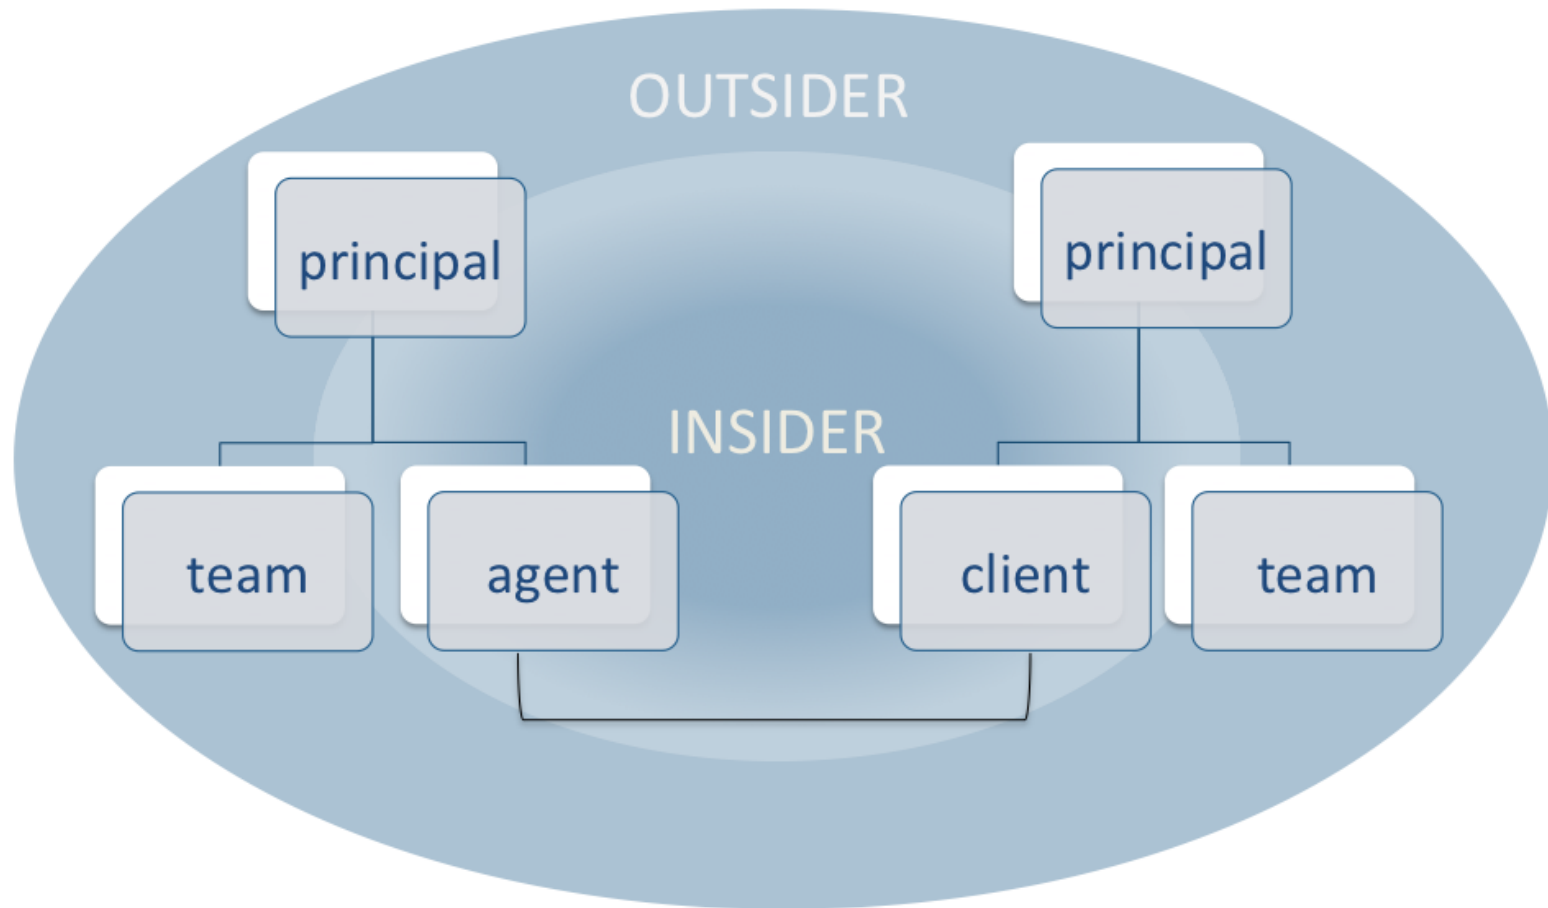 OUTSIDER
principal
principal
INSIDER
team
agent
client
team